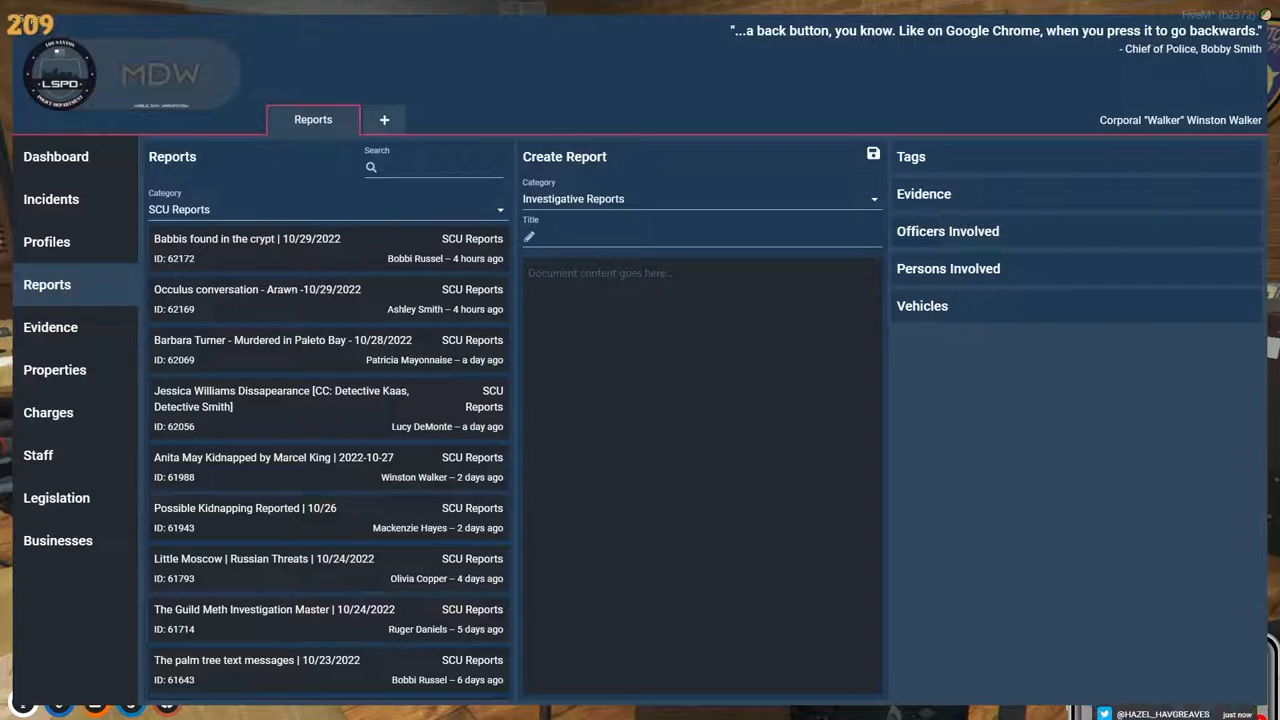 209
FiveM* (b2372)
"...a back button, you know. Like on Google Chrome, when you press it to go backwards."
- Chief of Police, Bobby Smith
LOS SANTOS
LSPD
POLICE DEPARTMENT
MDW
Reports
+
Corporal "Walker" Winston Walker
Dashboard
Incidents
Profiles
Reports
Evidence
Properties
Charges
Staff
Legislation
Businesses
Reports
Search
Category
SCU Reports
Babbis found in the crypt | 10/29/2022
SCU Reports
ID: 62172
Bobbi Russel – 4 hours ago
Occulus conversation - Arawn -10/29/2022
SCU Reports
ID: 62169
Ashley Smith – 4 hours ago
Barbara Turner - Murdered in Paleto Bay - 10/28/2022
SCU Reports
ID: 62069
Patricia Mayonnaise – a day ago
Jessica Williams Dissapearance [CC: Detective Kaas,
Detective Smith]
SCU
Reports
ID: 62056
Lucy DeMonte – a day ago
Anita May Kidnapped by Marcel King | 2022-10-27
SCU Reports
ID: 61988
Winston Walker – 2 days ago
Possible Kidnapping Reported | 10/26
SCU Reports
ID: 61943
Mackenzie Hayes – 2 days ago
Little Moscow | Russian Threats | 10/24/2022
SCU Reports
ID: 61793
Olivia Copper – 4 days ago
The Guild Meth Investigation Master | 10/24/2022
SCU Reports
ID: 61714
Ruger Daniels – 5 days ago
The palm tree text messages | 10/23/2022
SCU Reports
ID: 61643
Bobbi Russel – 6 days ago
Create Report
Category
Investigative Reports
Title
Document content goes here...
Tags
Evidence
Officers Involved
Persons Involved
Vehicles
@HAZEL_HAVGREAVES
just now